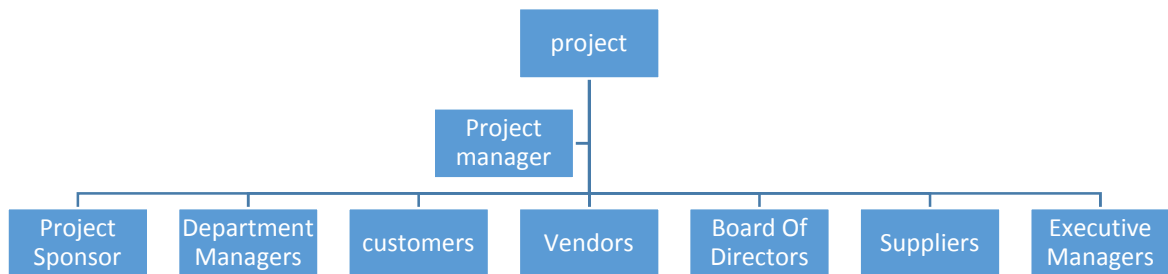 project
Project
manager
Project
Sponsor
Department
Managers
customers
Vendors
Board Of
Directors
Suppliers
Executive
Managers